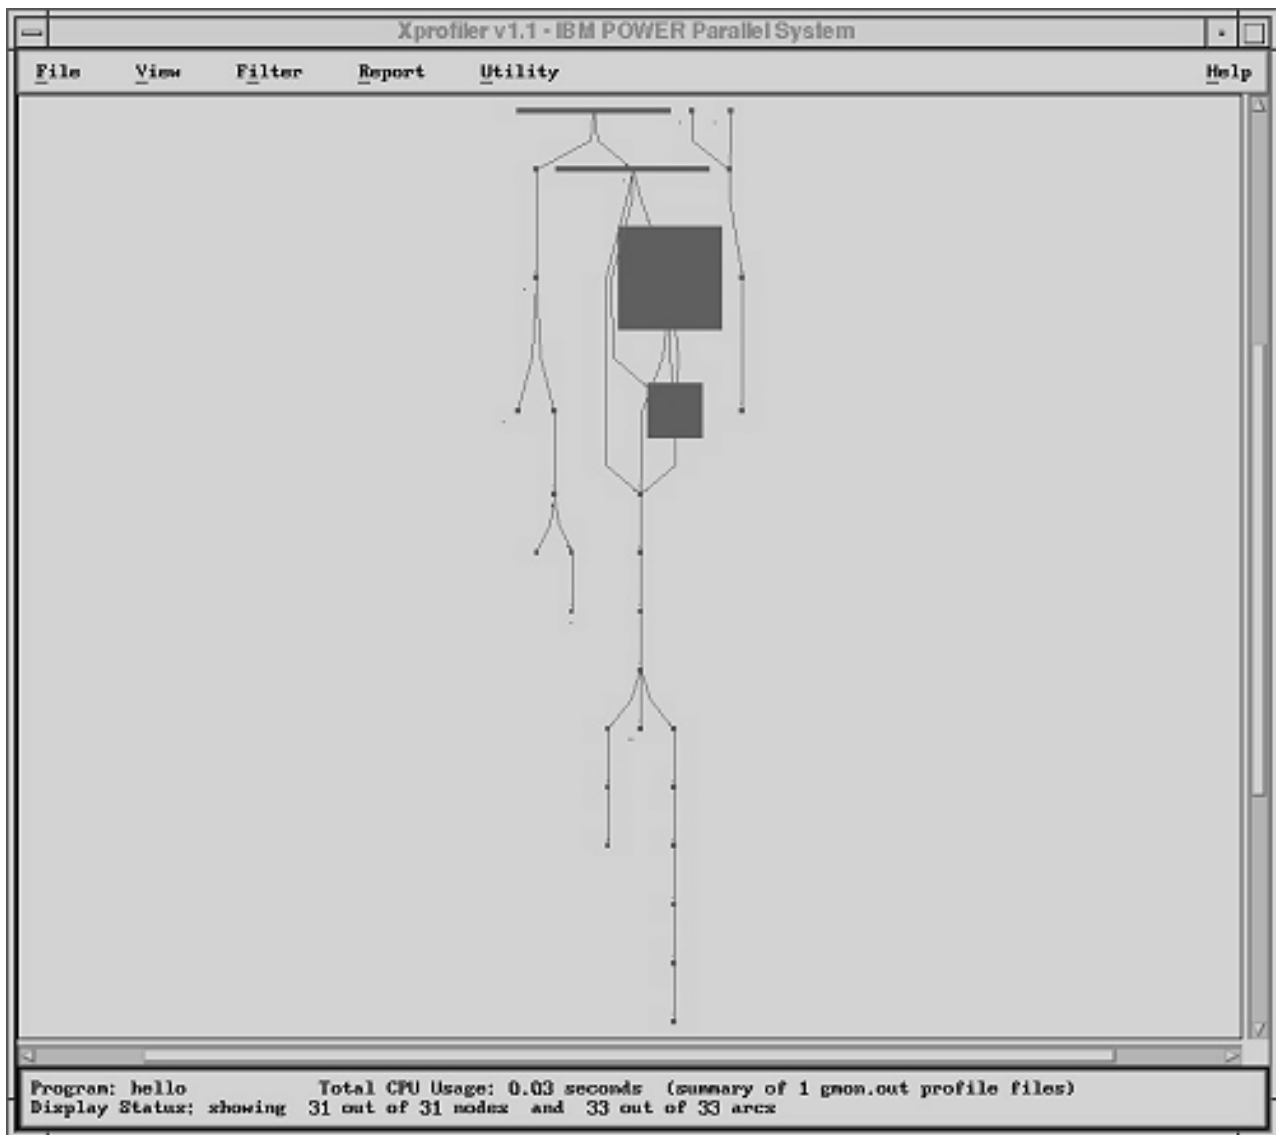 Xprofiler v1.1 - IBM POWER Parallel System
File View Filter Report Utility Help
Program: hello Total CPU Usage: 0.03 seconds (summary of 1 gmon.out profile files)
Display Status: showing 31 out of 31 nodes and 33 out of 33 arcs